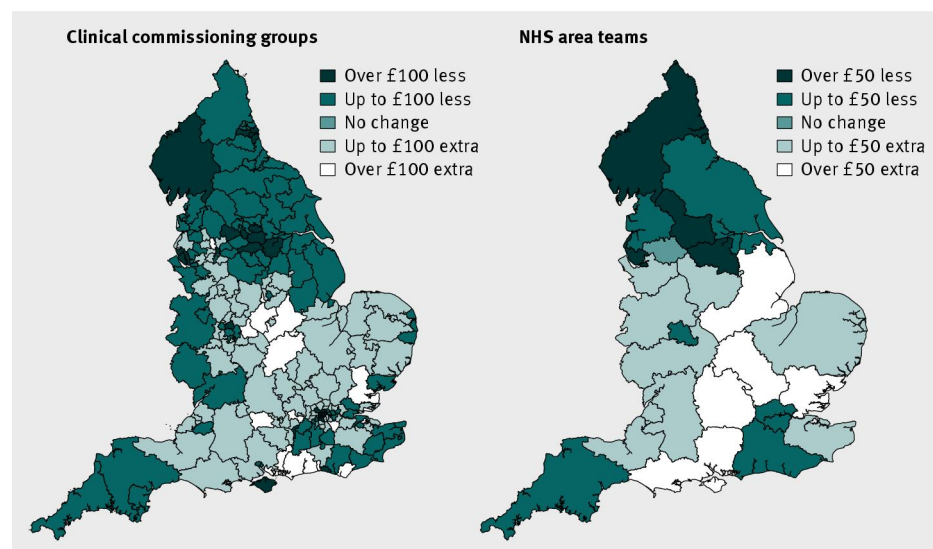 Clinical commissioning groups
Over £100 less
Up to £100 less
No change
Up to £100 extra
Over £100 extra
NHS area teams
Over £50 less
Up to £50 less
No change
Up to £50 extra
Over £50 extra